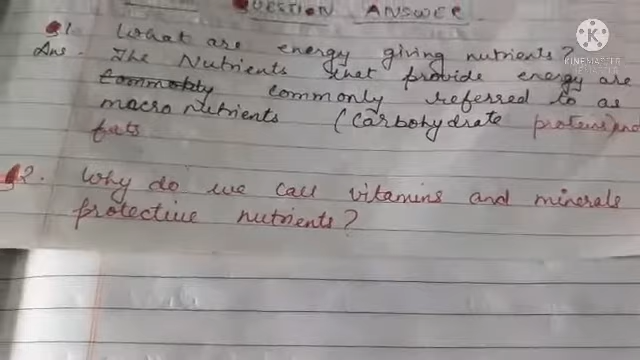 QUESTION ANSWER
Q1. What are energy giving nutrients?
Ans. The Nutrients that provide energy are
commonly referred to as
macro nutrients (Carbohydrate proteins) and
fats
Q2. Why do we call vitamins and minerals
protective nutrients?
K
KINEMASTER